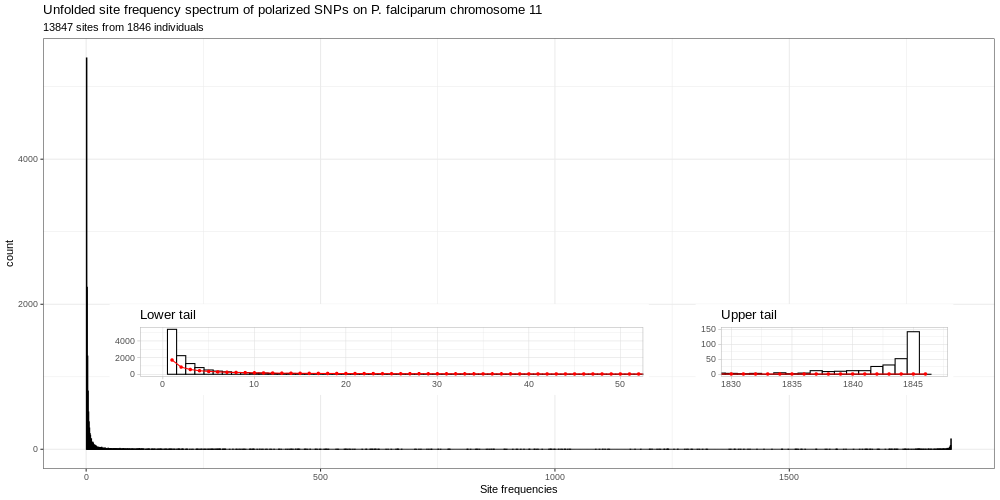 Unfolded site frequency spectrum of polarized SNPs on P. falciparum chromosome 11
13847 sites from 1846 individuals
count
4000
2000
0
Lower tail
4000
2000
0
0 10 20 30 40 50
Upper tail
150
100
50
0
1830 1835 1840 1845
0 500 1000 1500
Site frequencies